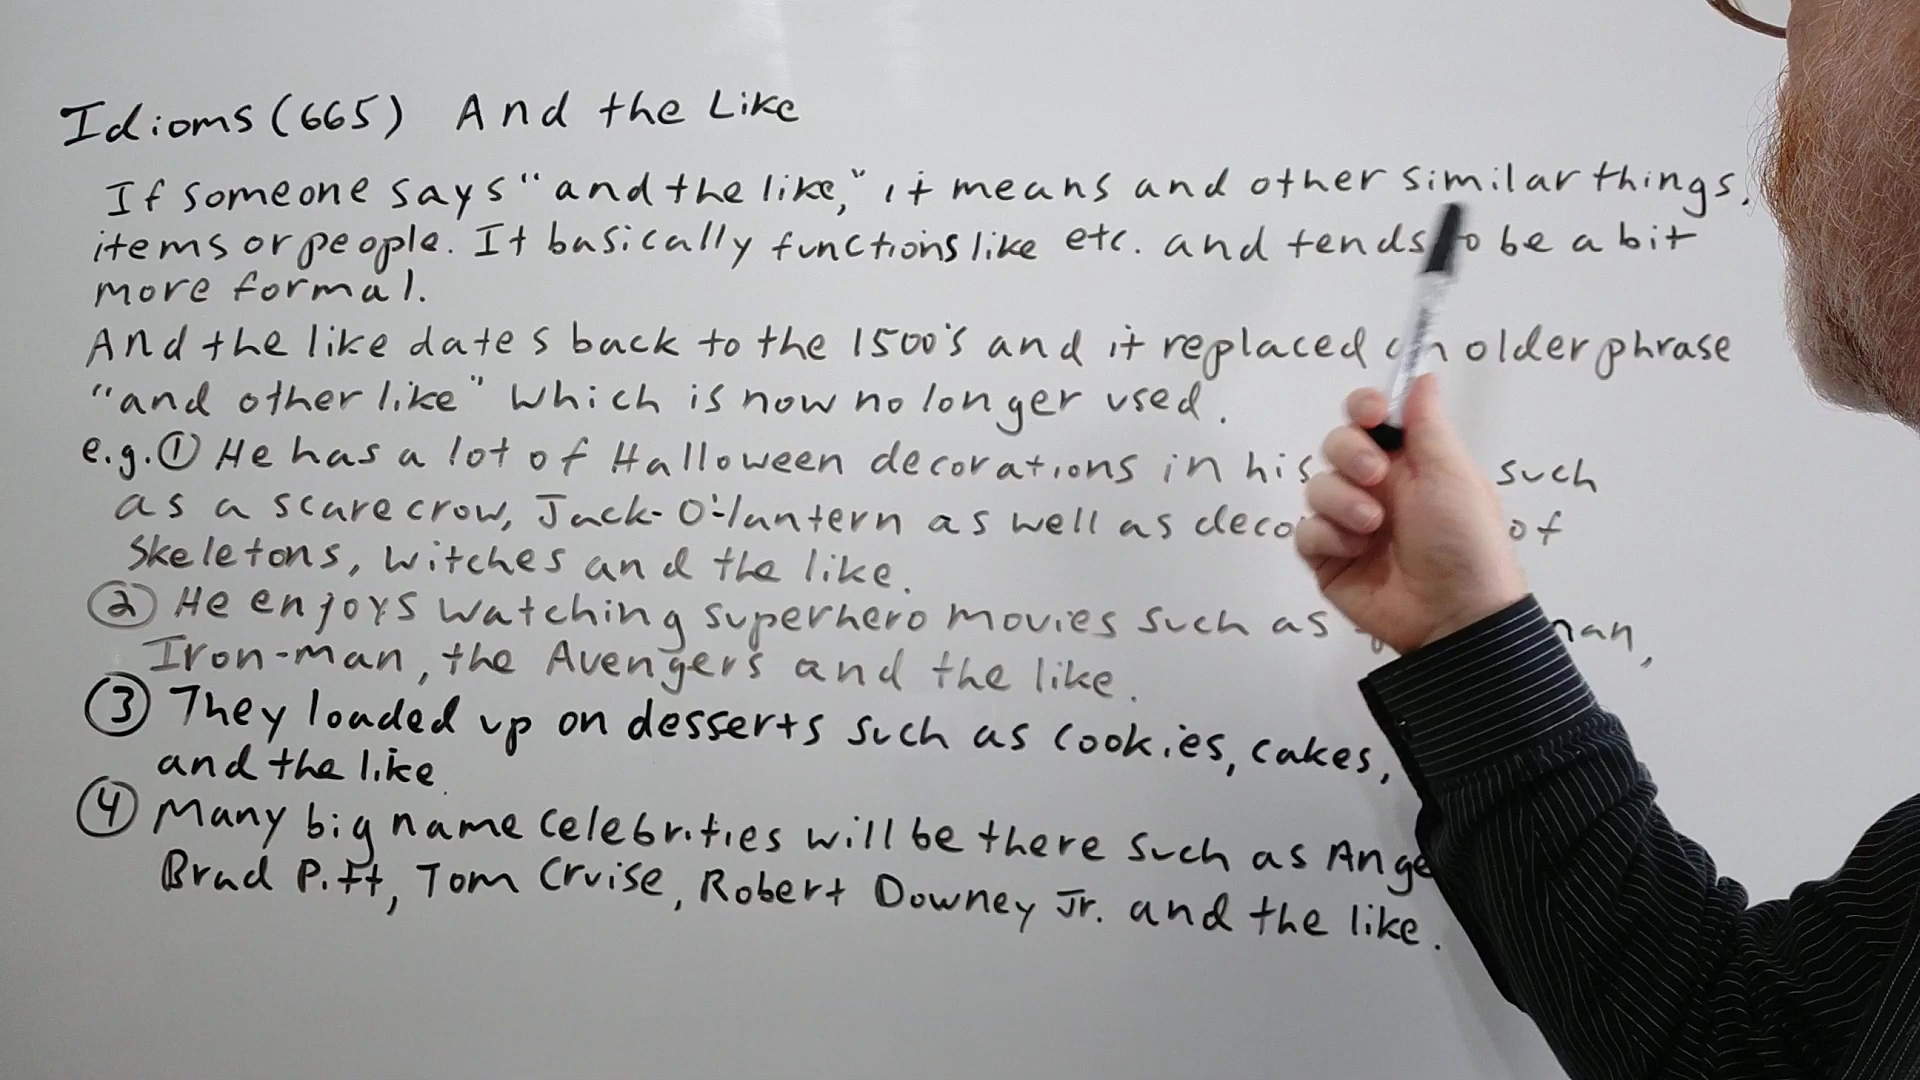 Idioms (665) And the Like
If someone says "and the like," it means and other similar things,
items or people. It basically functions like etc. and tends to be a bit
more formal.
And the like dates back to the 1500's and it replaced an older phrase
"and other like" which is now no longer used.
e.g. ① He has a lot of Halloween decorations in his such
as a scarecrow, Jack-O'-lantern as well as of
skeletons, witches and the like.
② He enjoys watching superhero movies such as
Iron-man, the Avengers and the like.
③ They loaded up on desserts such as cookies, cakes,
and the like.
④ Many big name celebrities will be there such as
Brad Pitt, Tom Cruise, Robert Downey Jr. and the like.